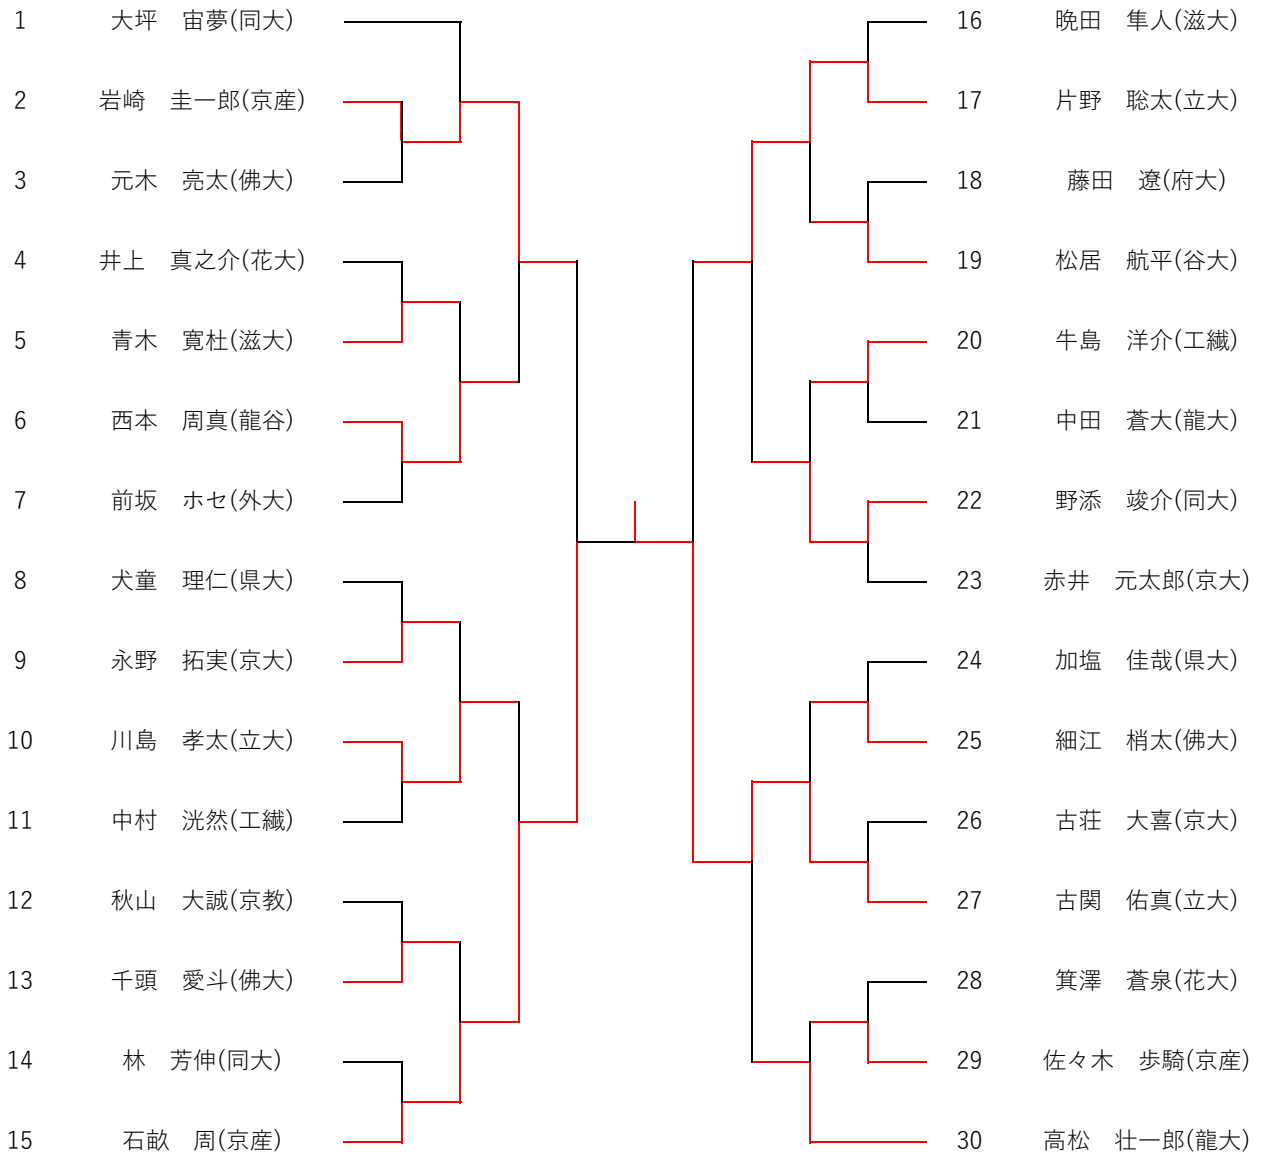 1 大坪　宙夢(同大)
2 岩崎　圭一郎(京産)
3 元木　亮太(佛大)
4 井上　真之介(花大)
5 青木　寛杜(滋大)
6 西本　周真(龍谷)
7 前坂　ホセ(外大)
8 犬童　理仁(県大)
9 永野　拓実(京大)
10 川島　孝太(立大)
11 中村　洸然(工繊)
12 秋山　大誠(京教)
13 千頭　愛斗(佛大)
14 林　芳伸(同大)
15 石畝　周(京産)
16 晩田　隼人(滋大)
17 片野　聡太(立大)
18 藤田　遼(府大)
19 松居　航平(谷大)
20 牛島　洋介(工繊)
21 中田　蒼大(龍大)
22 野添　竣介(同大)
23 赤井　元太郎(京大)
24 加塩　佳哉(県大)
25 細江　梢太(佛大)
26 古荘　大喜(京大)
27 古関　佑真(立大)
28 箕澤　蒼泉(花大)
29 佐々木　歩騎(京産)
30 高松　壮一郎(龍大)